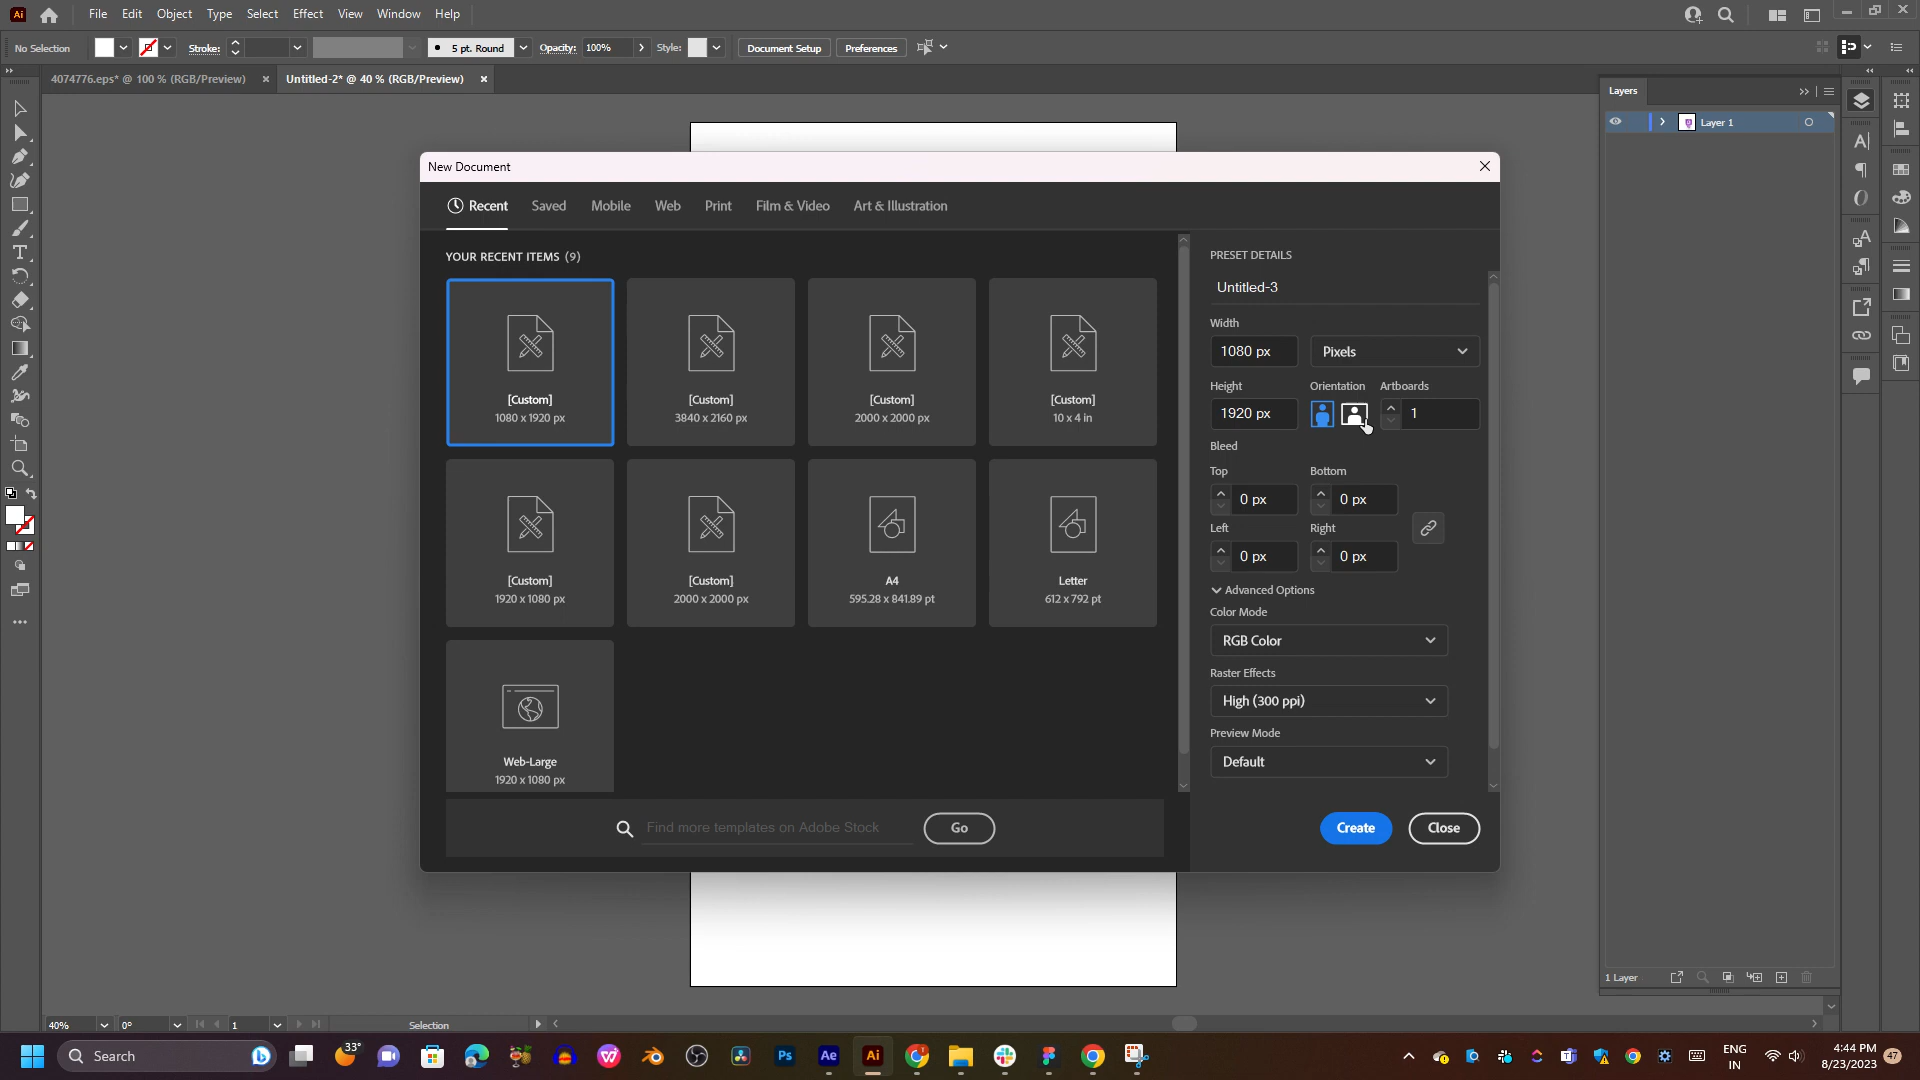 Ai File Edit Object Type Select Effect View Window Help
No Selection Stroke: 5 pt. Round Opacity: 100% Style: Document Setup Preferences
4074776.eps* @ 100 % (RGB/Preview) × Untitled-2* @ 40 % (RGB/Preview) ×
Layers
Layer 1
New Document
Recent Saved Mobile Web Print Film & Video Art & Illustration
YOUR RECENT ITEMS (9)
[Custom] [Custom] [Custom] [Custom]
1080 x 1920 px 3840 x 2160 px 2000 x 2000 px 10 x 4 in
[Custom] [Custom] A4 Letter
1920 x 1080 px 2000 x 2000 px 595.28 x 841.89 pt 612 x 792 pt
Web-Large
1920 x 1080 px
Find more templates on Adobe Stock Go
PRESET DETAILS
Untitled-3
Width
1080 px Pixels
Height Orientation Artboards
1920 px 1
Bleed
Top Bottom
0 px 0 px
Left Right
0 px 0 px
Advanced Options
Color Mode
RGB Color
Raster Effects
High (300 ppi)
Preview Mode
Default
Create Close
1 Layer
40% 0° 1 Selection
Search 33° Ps Ae Ai ENG
IN
4:44 PM
8/23/2023 47